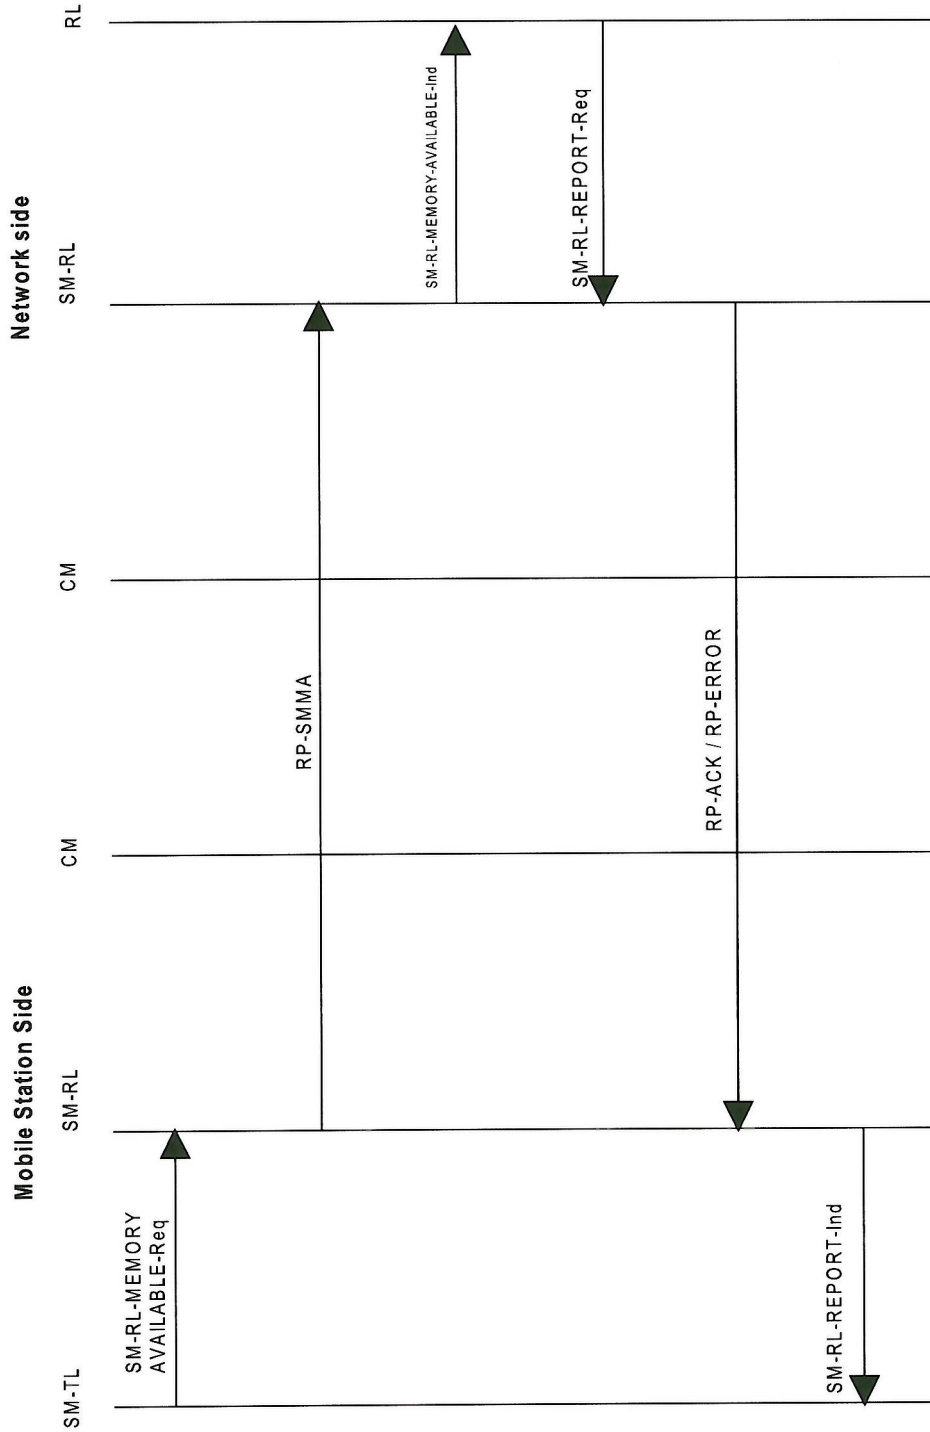 Mobile Station Side
Network side
SM-TL
SM-RL
CM
CM
SM-RL
RL
SM-RL-MEMORY
AVAILABLE-Req
RP-SMMA
SM-RL-MEMORY-AVAILABLE-Ind
SM-RL-REPORT-Req
RP-ACK / RP-ERROR
SM-RL-REPORT-Ind